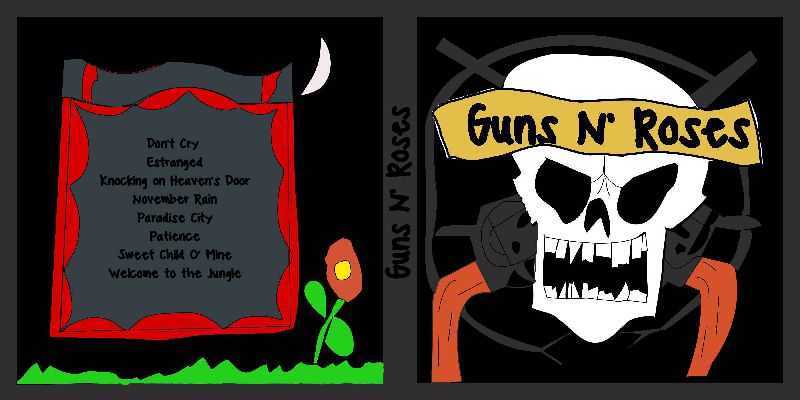 Don't Cry
Estranged
Knocking on Heaven's Door
November Rain
Paradise City
Patience
Sweet Child O' Mine
Welcome to the Jungle
Guns N' Roses
Guns N' Roses